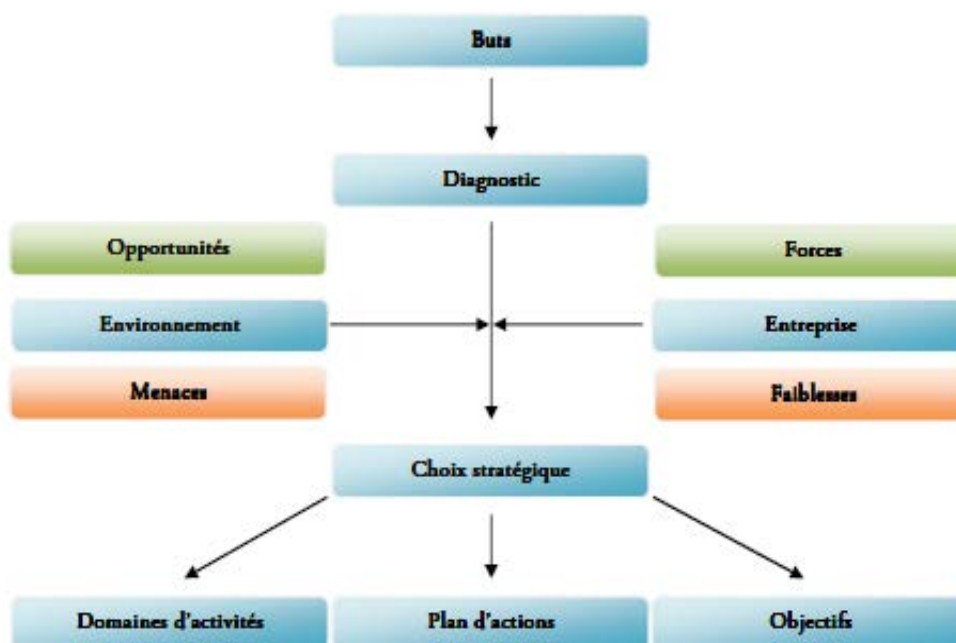 Buts
Diagnostic
Opportunités
Forces
Environnement
Entreprise
Menaces
Faiblesses
Choix stratégique
Domaines d'activités
Plan d'actions
Objectifs